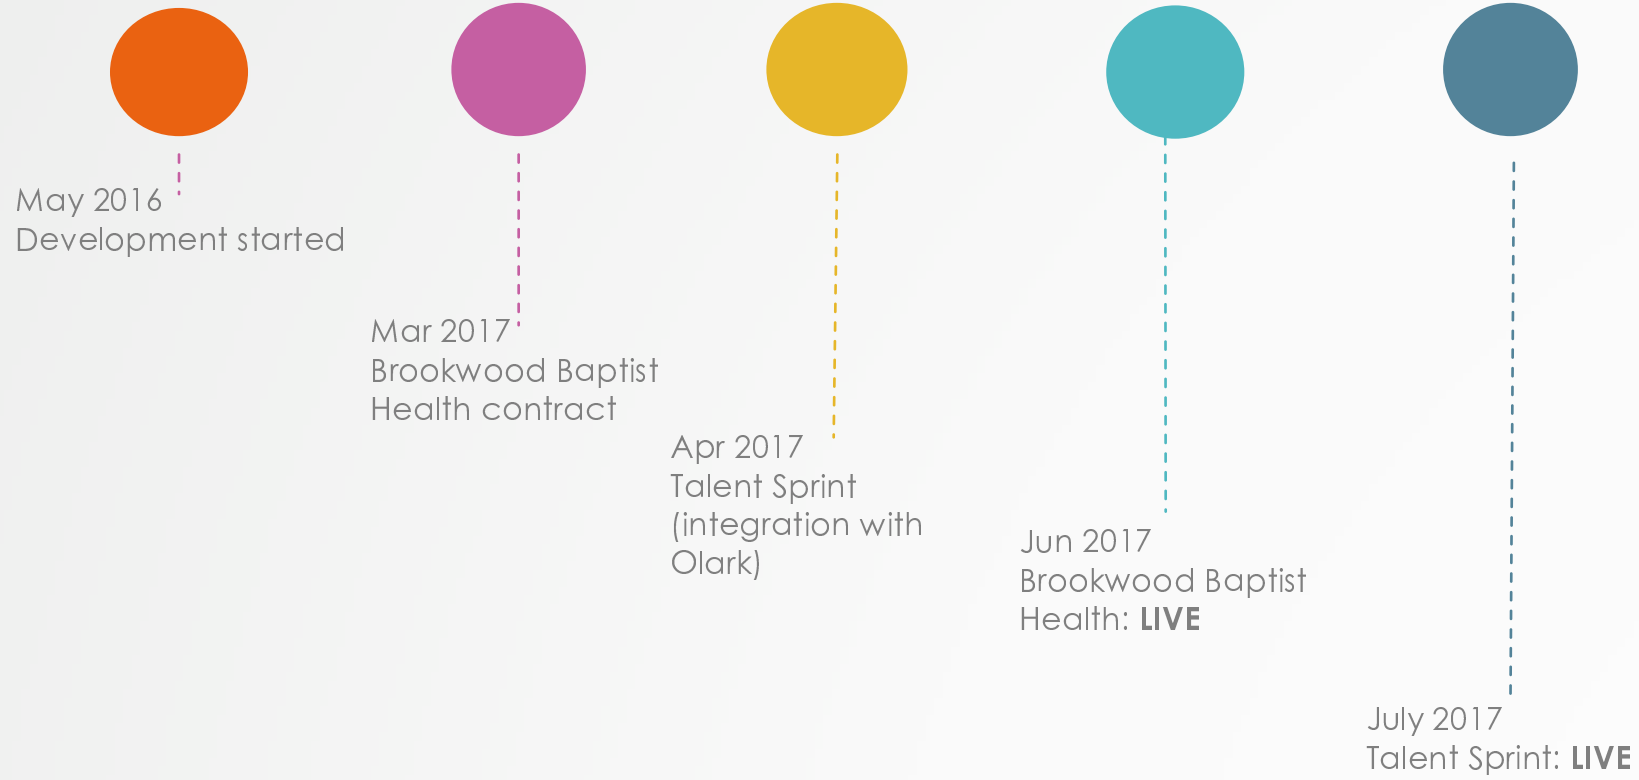 May 2016
Development started
Mar 2017
Brookwood Baptist
Health contract
Apr 2017
Talent Sprint
(integration with
Olark)
Jun 2017
Brookwood Baptist
Health: LIVE
July 2017
Talent Sprint: LIVE